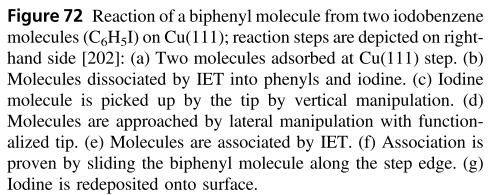 Figure 72 Reaction of a biphenyl molecule from two iodobenzene
molecules (C₆H₅I) on Cu(111); reaction steps are depicted on right-
hand side [202]: (a) Two molecules adsorbed at Cu(111) step. (b)
Molecules dissociated by IET into phenyls and iodine. (c) Iodine
molecule is picked up by the tip by vertical manipulation. (d)
Molecules are approached by lateral manipulation with function-
alized tip. (e) Molecules are associated by IET. (f) Association is
proven by sliding the biphenyl molecule along the step edge. (g)
Iodine is redeposited onto surface.